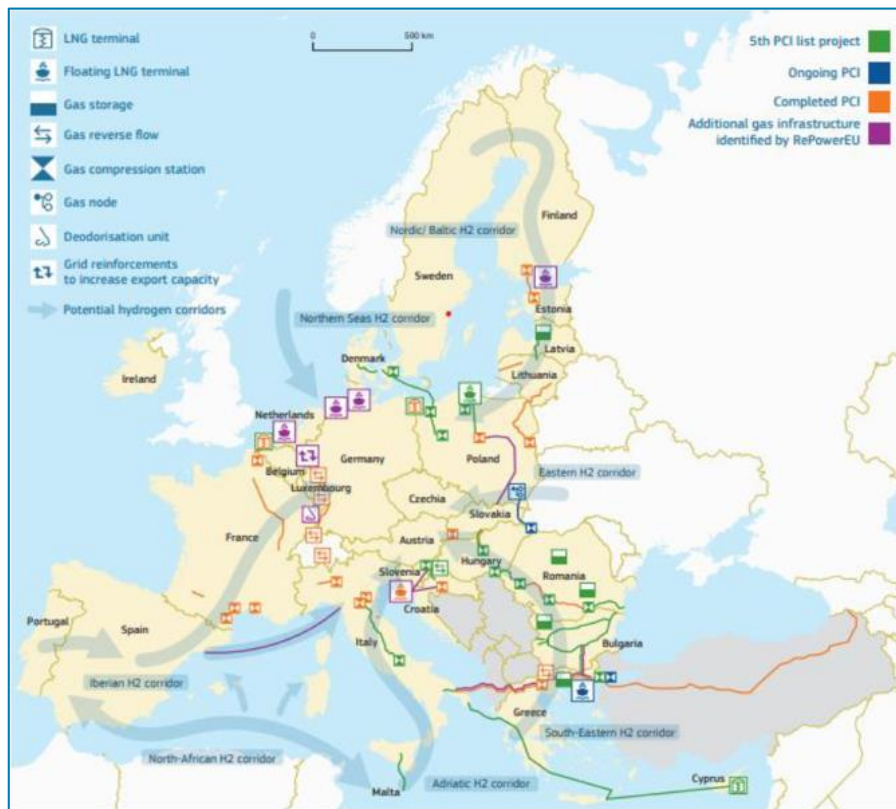 LNG terminal
Floating LNG terminal
Gas storage
Gas reverse flow
Gas compression station
Gas node
Deodorisation unit
Grid reinforcements
to increase export capacity
Potential hydrogen corridors
0
500 km
5th PCI list project
Ongoing PCI
Completed PCI
Additional gas infrastructure
identified by RePowerEU
Finland
Nordic/ Baltic H2 corridor
Sweden
Estonia
Northern Seas H2 corridor
Latvia
Denmark
Lithuania
Ireland
Netherlands
Germany
Poland
Belgium
Luxembourg
Eastern H2 corridor
Czechia
Slovakia
France
Austria
Hungary
Slovenia
Romania
Croatia
Portugal
Spain
Italy
Bulgaria
Iberian H2 corridor
Greece
South-Eastern H2 corridor
North-African H2 corridor
Adriatic H2 corridor
Cyprus
Malta